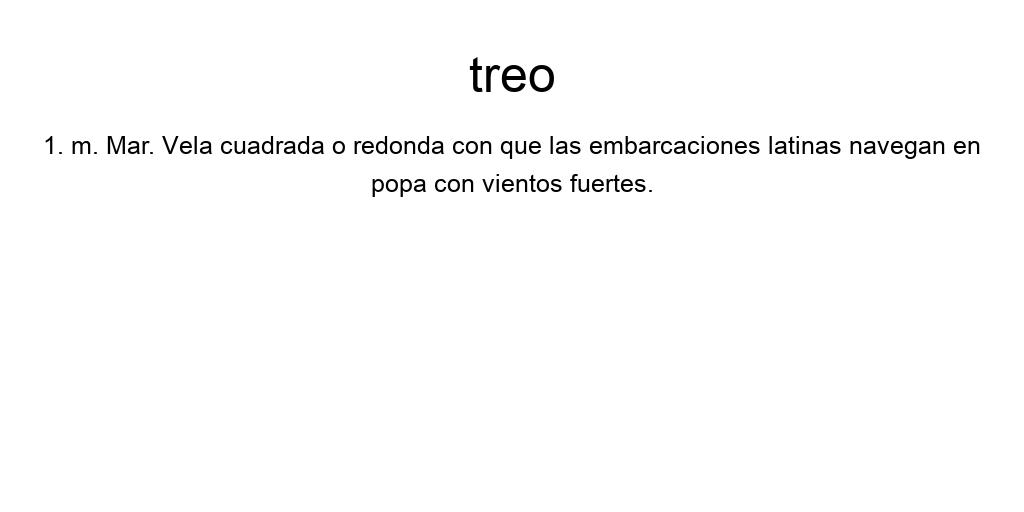 treo
1. m. Mar. Vela cuadrada o redonda con que las embarcaciones latinas navegan en
popa con vientos fuertes.